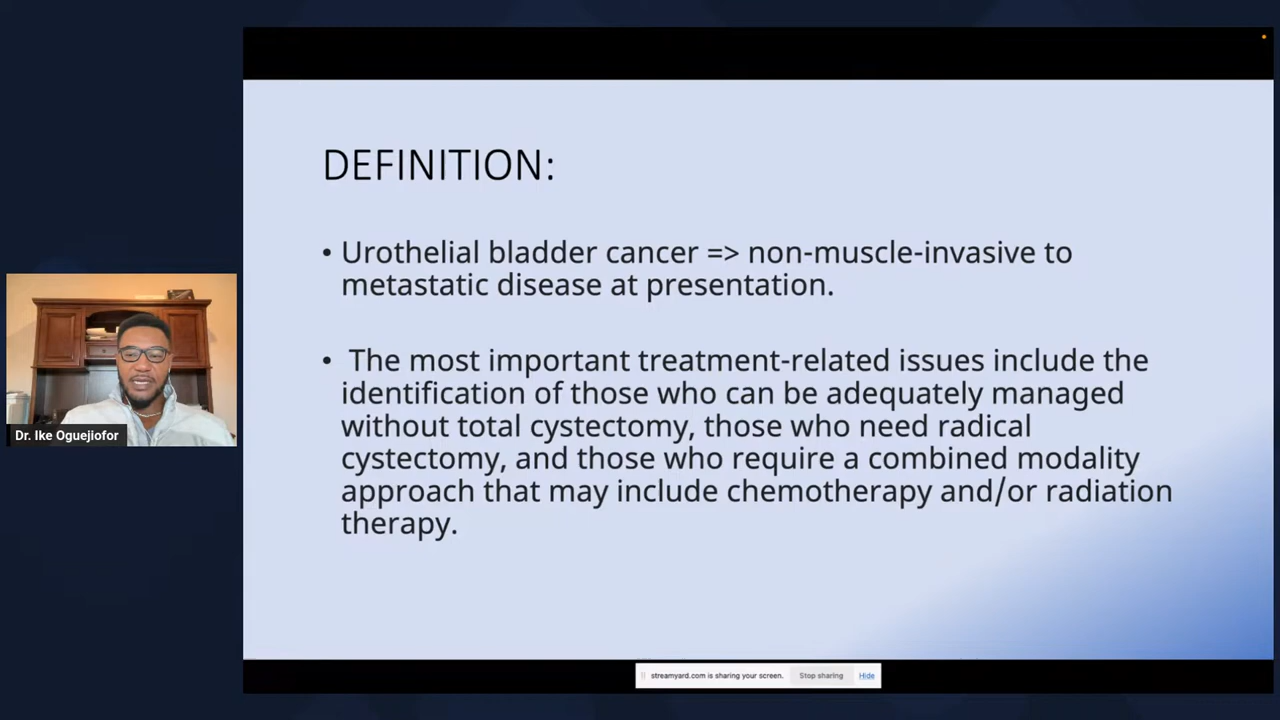 DEFINITION:
• Urothelial bladder cancer => non-muscle-invasive to
metastatic disease at presentation.
• The most important treatment-related issues include the
identification of those who can be adequately managed
without total cystectomy, those who need radical
cystectomy, and those who require a combined modality
approach that may include chemotherapy and/or radiation
therapy.
Dr. Ike Oguejiofor
streamyard.com is sharing your screen. Stop sharing Hide